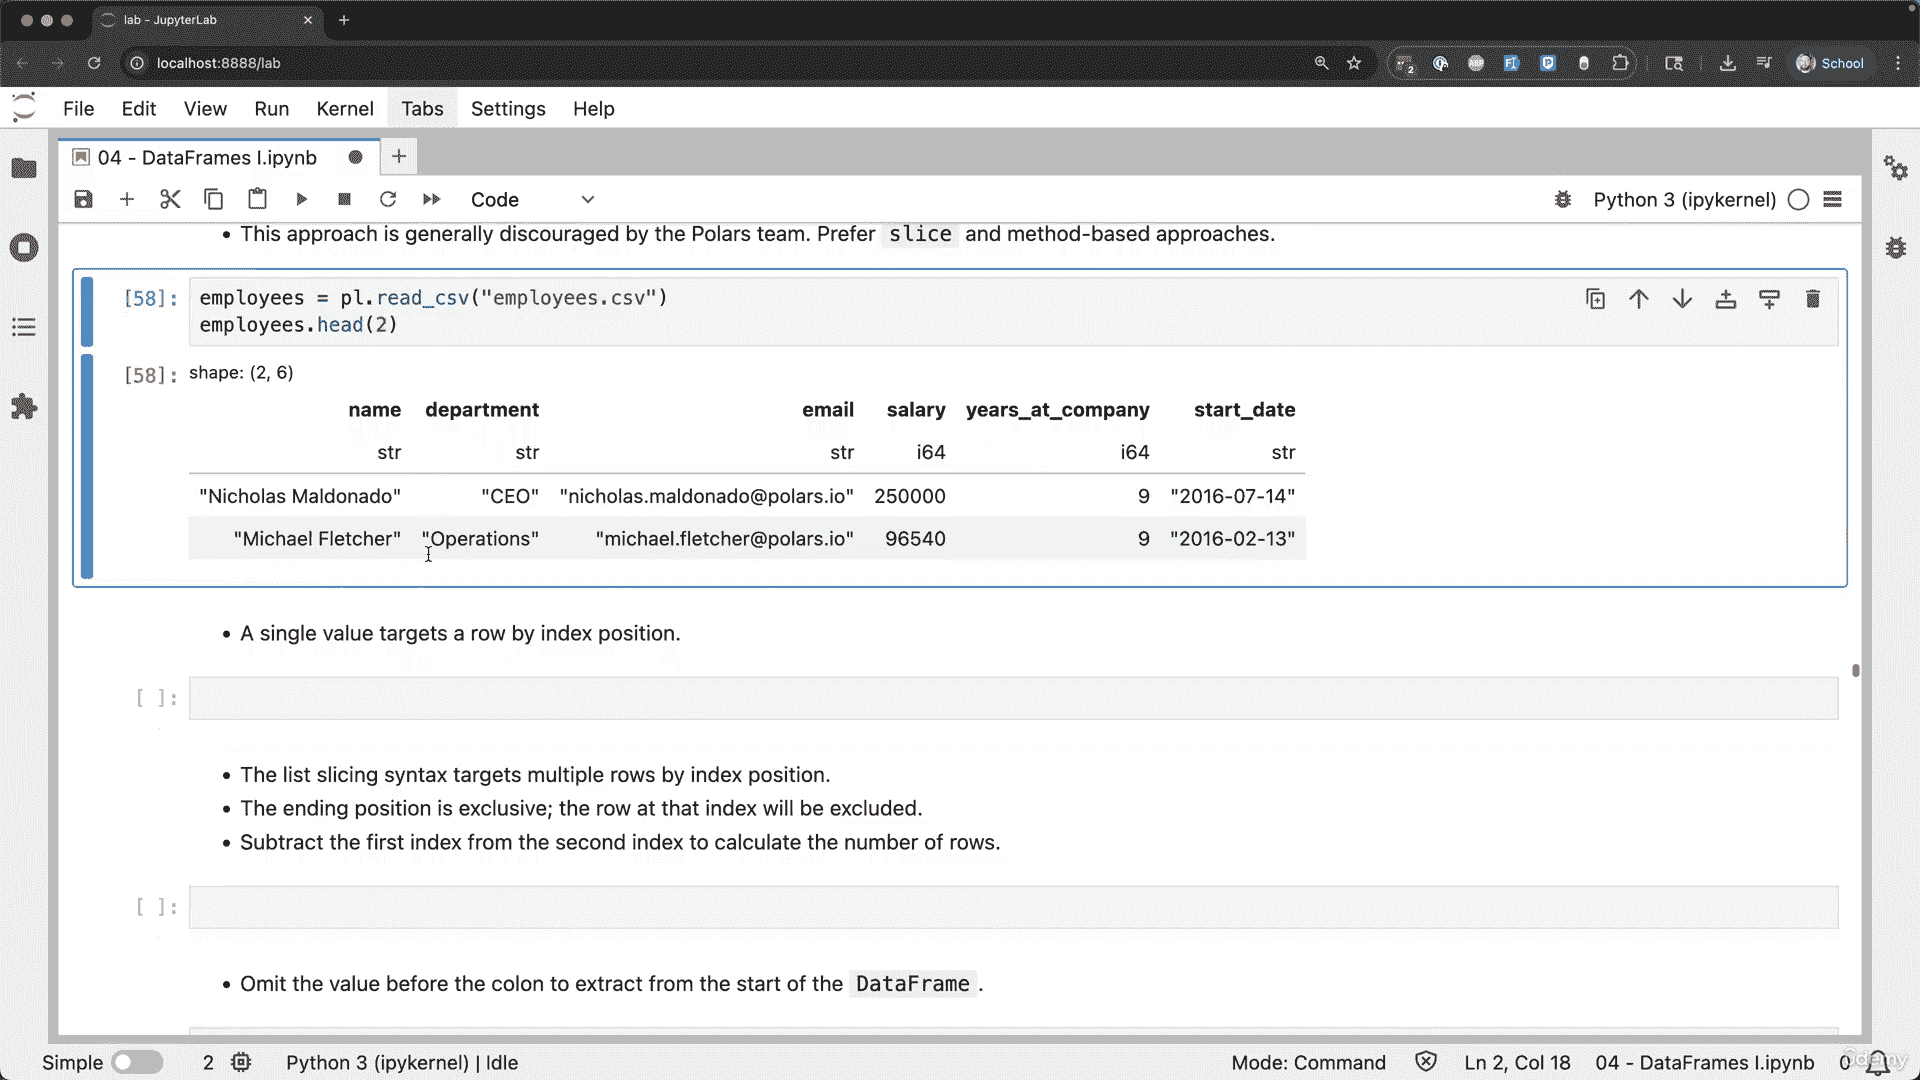 lab - JupyterLab
localhost:8888/lab
2
ABP
School
File Edit View Run Kernel Tabs Settings Help
04 - DataFrames I.ipynb
Code
Python 3 (ipykernel)
This approach is generally discouraged by the Polars team. Prefer slice and method-based approaches.
[58]: employees = pl.read_csv("employees.csv")
employees.head(2)
[58]: shape: (2, 6)
name department email salary years_at_company start_date
str str str i64 i64 str
"Nicholas Maldonado" "CEO" "nicholas.maldonado@polars.io" 250000 9 "2016-07-14"
"Michael Fletcher" "Operations" "michael.fletcher@polars.io" 96540 9 "2016-02-13"
A single value targets a row by index position.
[ ]:
The list slicing syntax targets multiple rows by index position.
The ending position is exclusive; the row at that index will be excluded.
Subtract the first index from the second index to calculate the number of rows.
[ ]:
Omit the value before the colon to extract from the start of the DataFrame.
Simple 2 Python 3 (ipykernel) | Idle Mode: Command Ln 2, Col 18 04 - DataFrames I.ipynb 0
Udemy